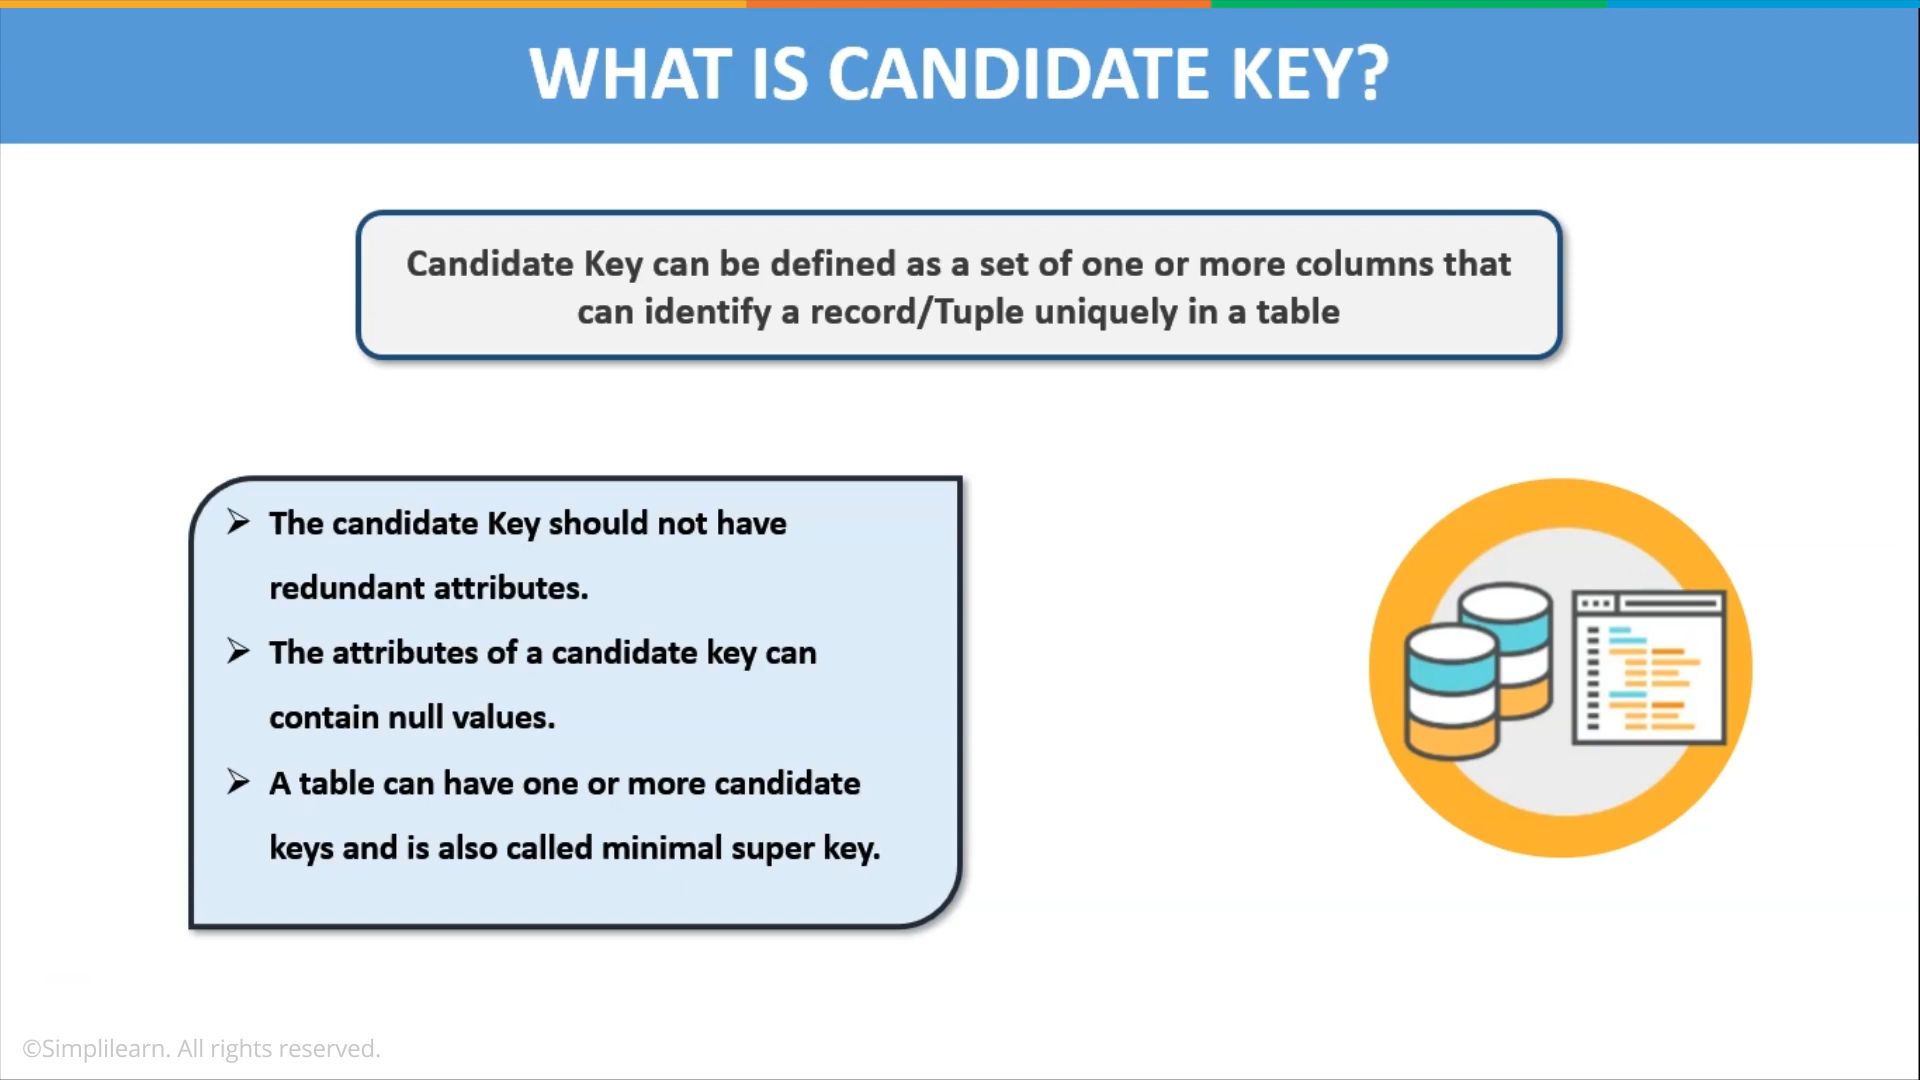 WHAT IS CANDIDATE KEY?
Candidate Key can be defined as a set of one or more columns that
can identify a record/Tuple uniquely in a table
➢ The candidate Key should not have
redundant attributes.
➢ The attributes of a candidate key can
contain null values.
➢ A table can have one or more candidate
keys and is also called minimal super key.
©Simplilearn. All rights reserved.